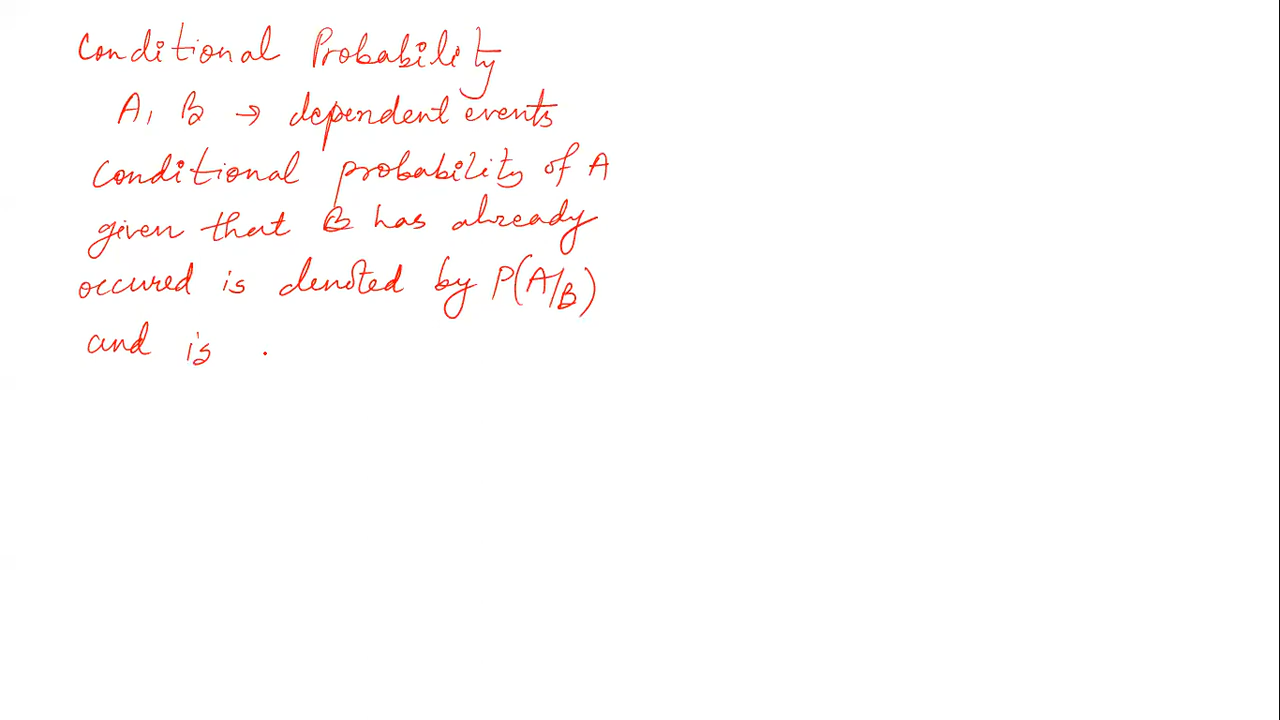 Conditional Probability
A, B → dependent events
Conditional probability of A
given that B has already
occured is denoted by P(A/B)
and is .